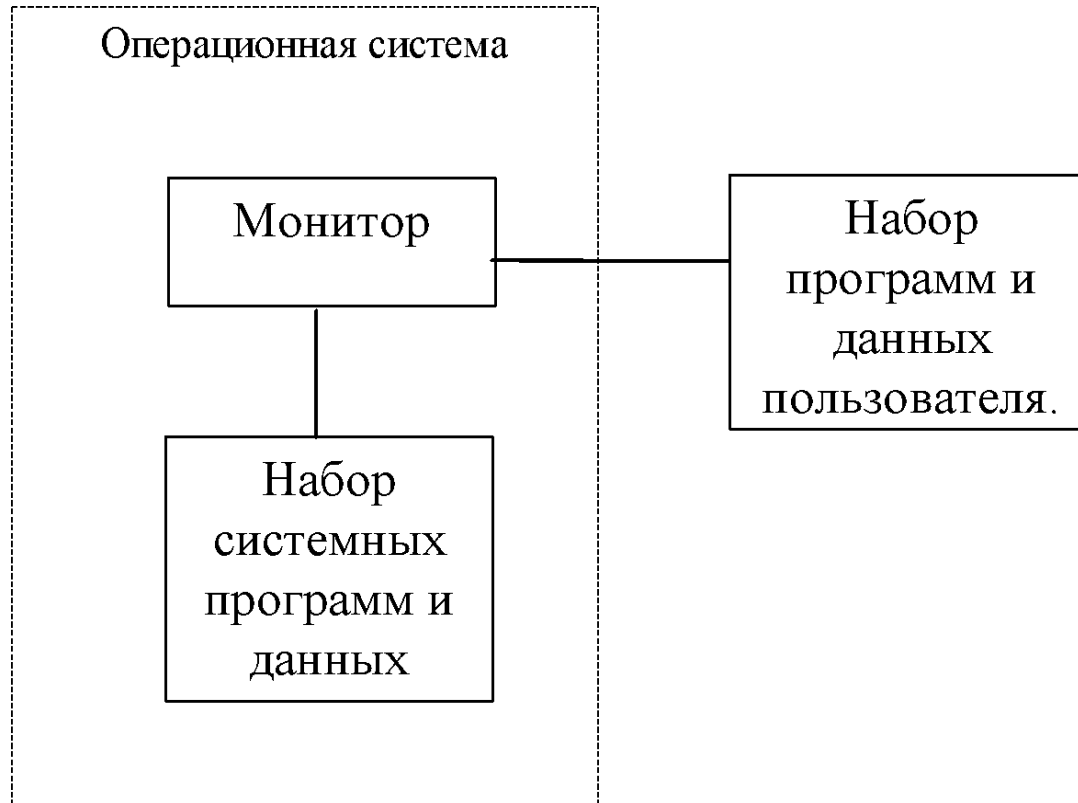 Операционная система
Монитор
Набор
программ и
данных
пользователя.
Набор
системных
программ и
данных